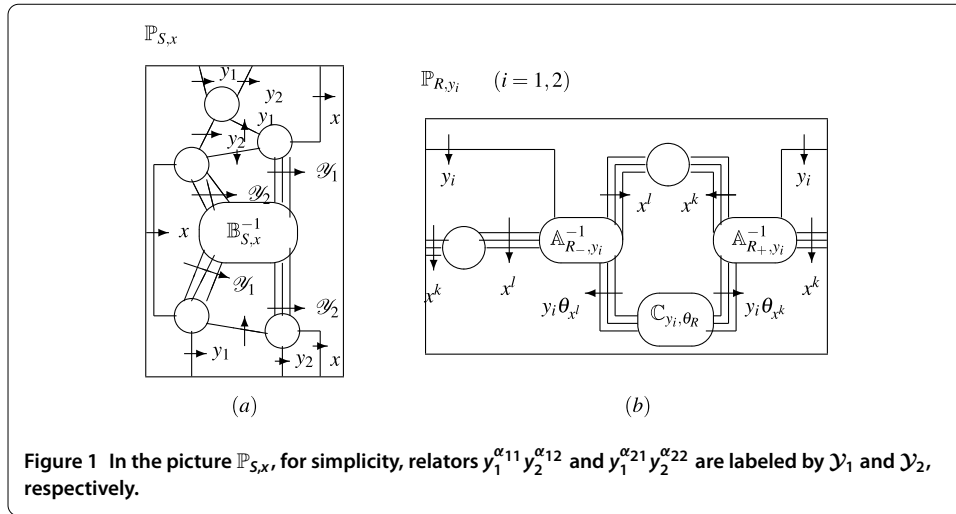 ℙ_{S,x}
y_1
y_2
y_1
x
y_2
𝒴_1
𝒴_2
x
𝔹^{-1}_{S,x}
𝒴_1
𝒴_2
y_1
y_2
x
(a)
ℙ_{R,y_i} (i = 1,2)
y_i
y_i
x^l
x^k
𝔸^{-1}_{R_-,y_i}
𝔸^{-1}_{R_+,y_i}
x^k
x^l
x^k
y_iθ_{x^l}
ℂ_{y_i,θ_R}
y_iθ_{x^k}
(b)
Figure 1 In the picture ℙ_{S,x}, for simplicity, relators y_1^{α_{11}} y_2^{α_{12}} and y_1^{α_{21}} y_2^{α_{22}} are labeled by 𝒴_1 and 𝒴_2,
respectively.